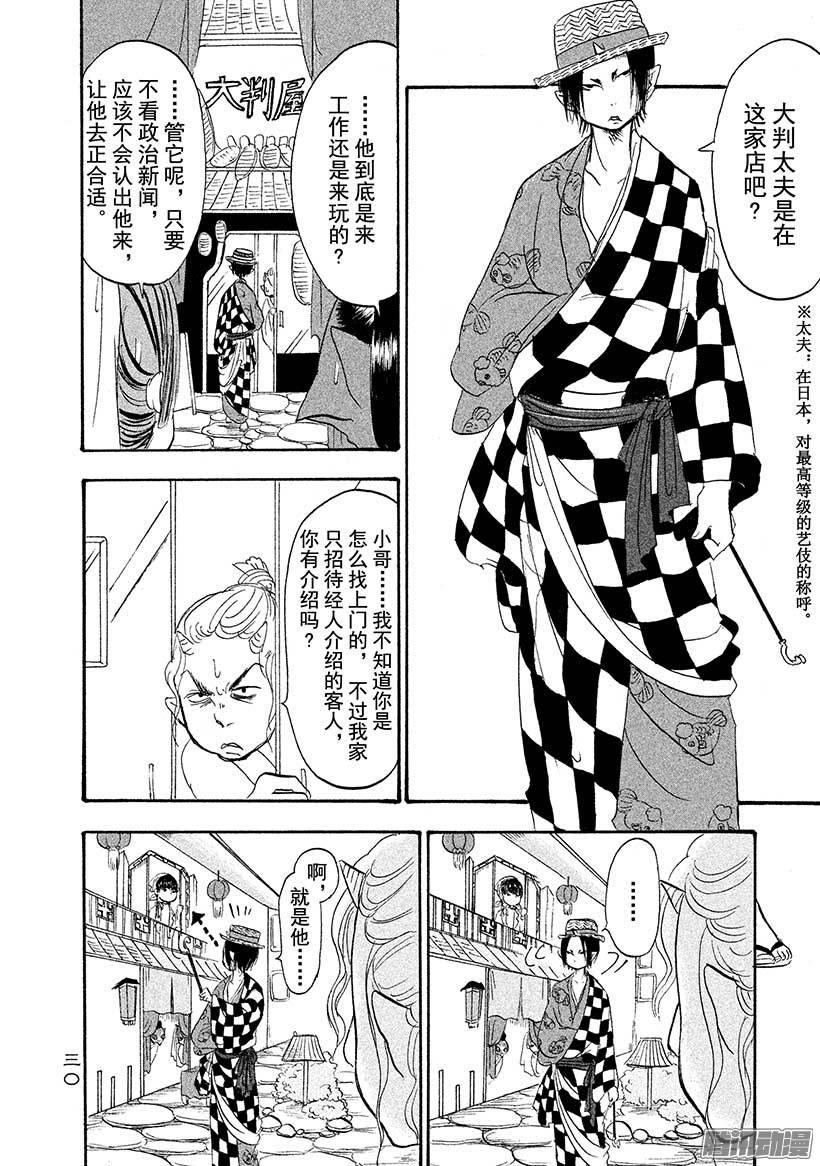 大判太夫是在
这家店吧？
※太夫：在日本，对最高等级的艺伎的称呼。
大判屋
……他到底是来
工作还是来玩的？
……管它呢，只要
不看政治新闻，
应该不会认出他来，
让他去正合适。
小哥……我不知道你是
怎么找上门的，不过我家
只招待经人介绍的客人，
你有介绍吗？
……
啊，
就是他…
三〇
腾讯动漫